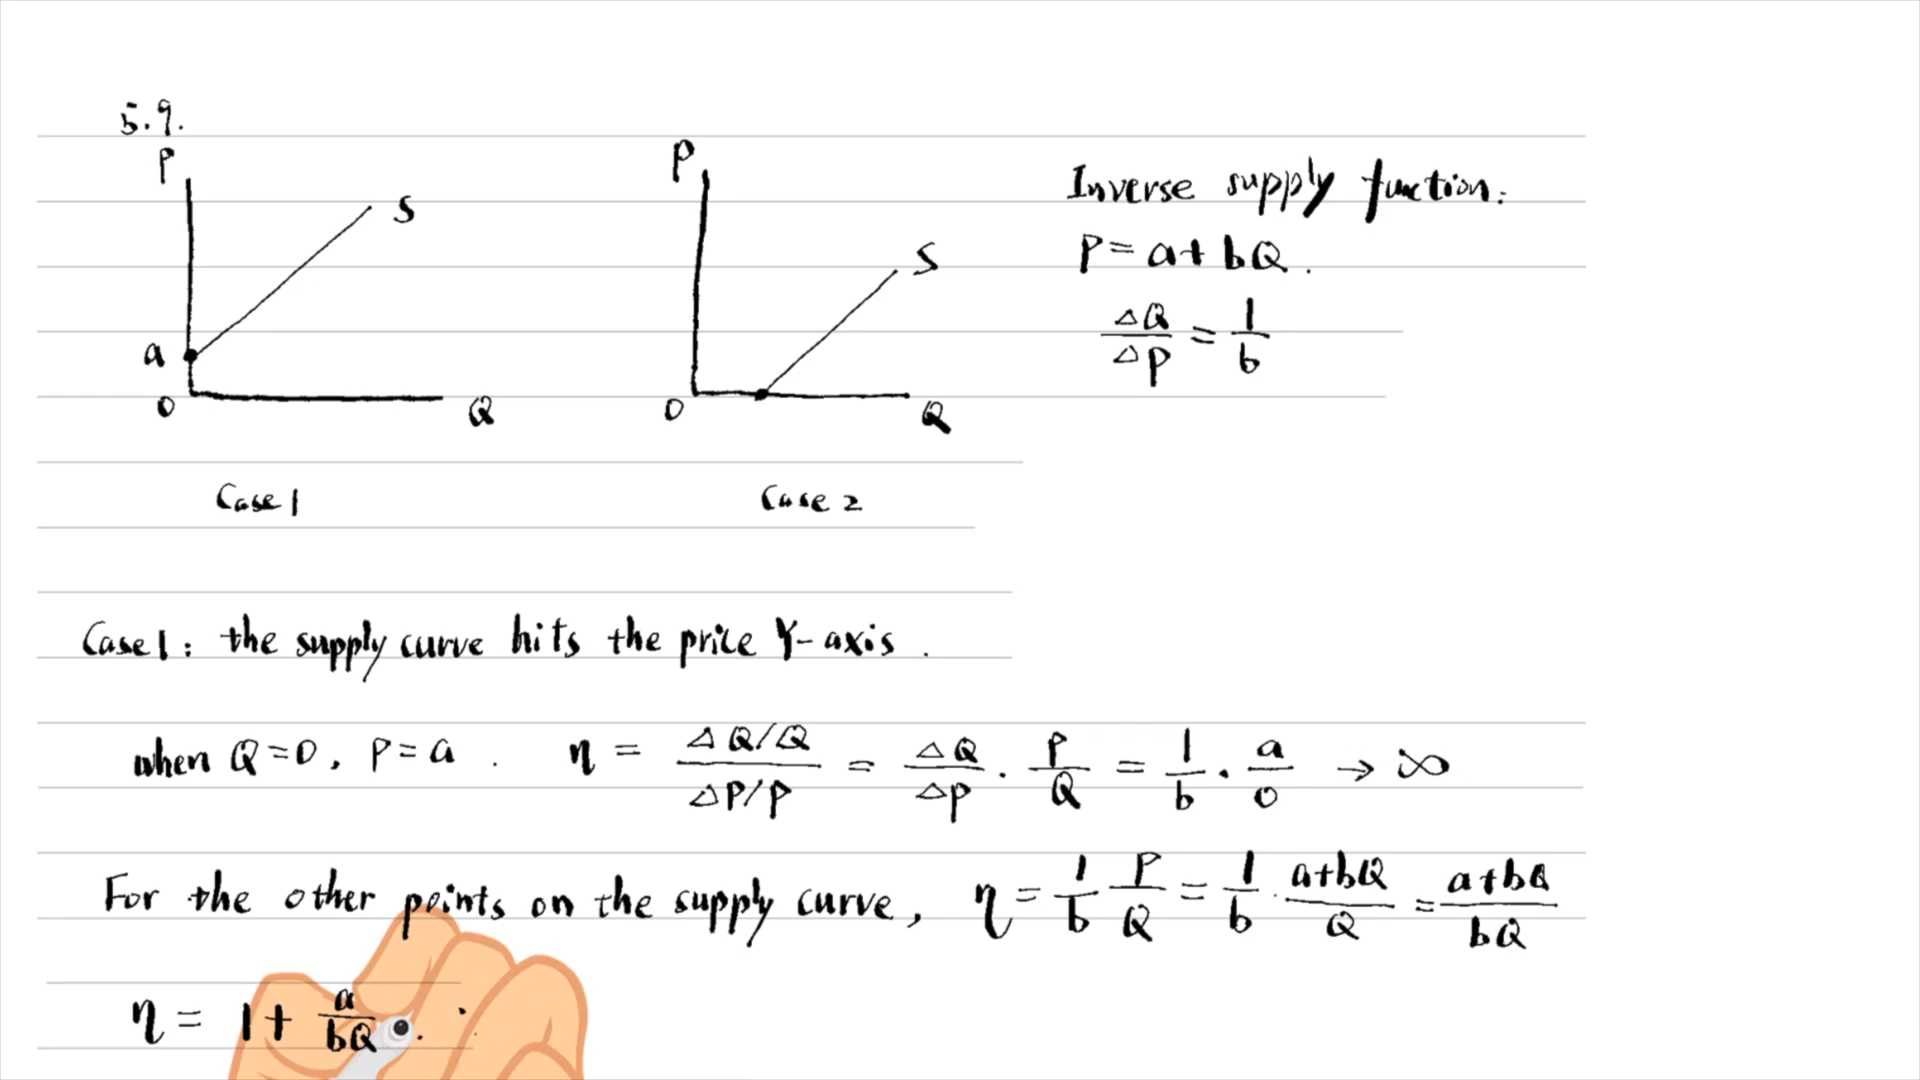 5.9.
P
S
a
O
Q
Case 1
P
S
O
Q
Case 2
Inverse supply function:
P = a + bQ.
ΔQ/ΔP = 1/b
Case 1: the supply curve hits the price Y-axis.
when Q=0, P=a. η = (ΔQ/Q)/(ΔP/P) = ΔQ/ΔP · P/Q = 1/b · a/0 → ∞
For the other points on the supply curve, η = 1/b P/Q = 1/b · (a+bQ)/Q = (a+bQ)/bQ
η = 1 + a/bQ.